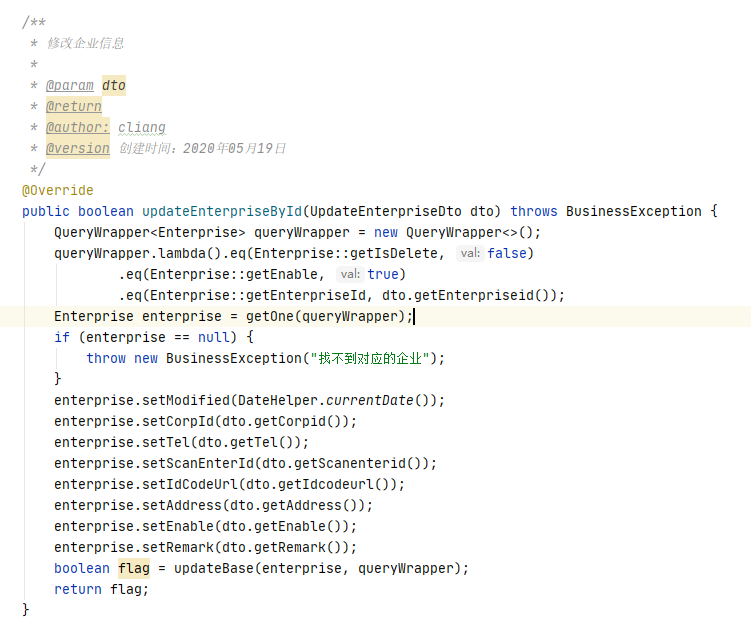 /**
 * 修改企业信息
 *
 * @param dto
 * @return
 * @author: cliang
 * @version 创建时间：2020年05月19日
 */
@Override
public boolean updateEnterpriseById(UpdateEnterpriseDto dto) throws BusinessException {
    QueryWrapper<Enterprise> queryWrapper = new QueryWrapper<>();
    queryWrapper.lambda().eq(Enterprise::getIsDelete, val: false)
            .eq(Enterprise::getEnable, val: true)
            .eq(Enterprise::getEnterpriseId, dto.getEnterpriseid());
    Enterprise enterprise = getOne(queryWrapper);
    if (enterprise == null) {
        throw new BusinessException("找不到对应的企业");
    }
    enterprise.setModified(DateHelper.currentDate());
    enterprise.setCorpId(dto.getCorpid());
    enterprise.setTel(dto.getTel());
    enterprise.setScanEnterId(dto.getScanenterid());
    enterprise.setIdCodeUrl(dto.getIdcodeurl());
    enterprise.setAddress(dto.getAddress());
    enterprise.setEnable(dto.getEnable());
    enterprise.setRemark(dto.getRemark());
    boolean flag = updateBase(enterprise, queryWrapper);
    return flag;
}